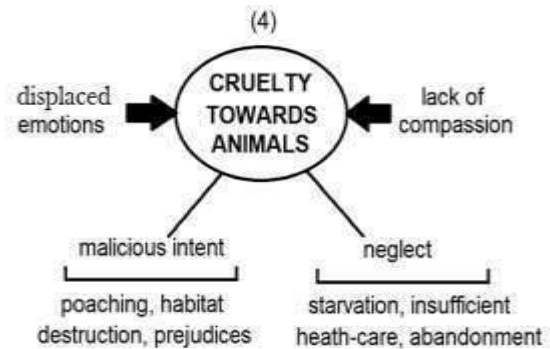 (4)
CRUELTY
TOWARDS
ANIMALS
displaced
emotions
lack of
compassion
malicious intent
poaching, habitat
destruction, prejudices
neglect
starvation, insufficient
heath-care, abandonment